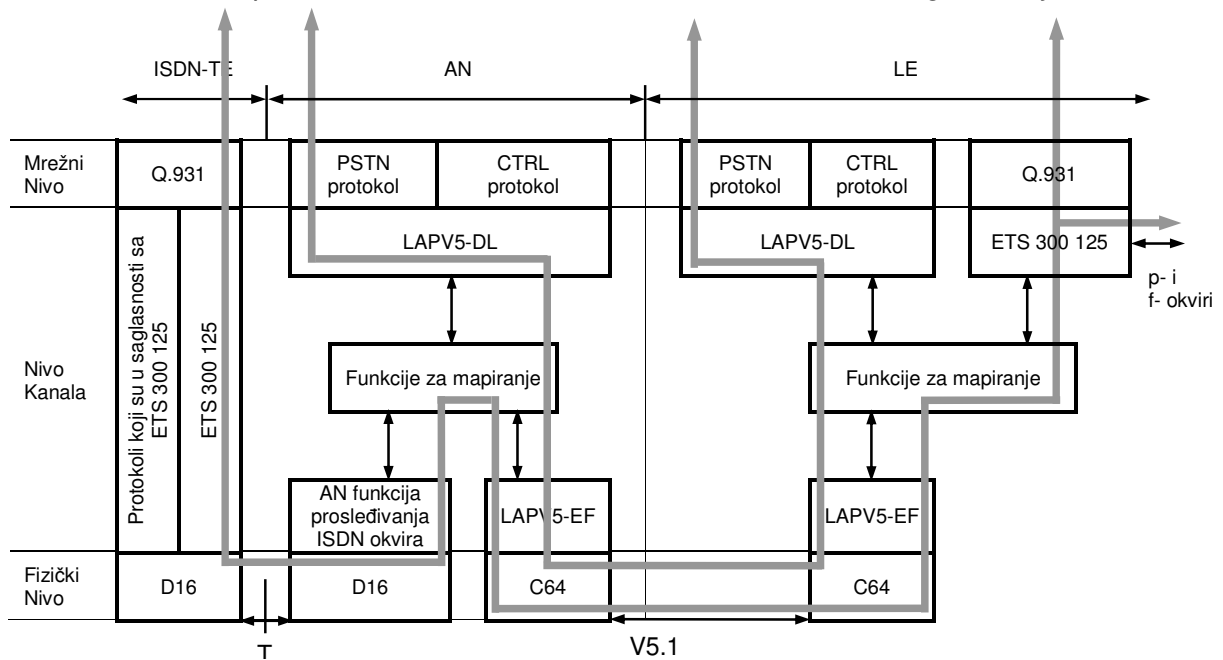 ISDN-TE
AN
LE
Mrežni
Nivo
Q.931
PSTN
protokol
CTRL
protokol
PSTN
protokol
CTRL
protokol
Q.931
Protokoli koji su u saglasnosti sa
ETS 300 125
ETS 300 125
LAPV5-DL
LAPV5-DL
ETS 300 125
p- i
f- okviri
Nivo
Kanala
Funkcije za mapiranje
Funkcije za mapiranje
AN funkcija
prosleđivanja
ISDN okvira
LAPV5-EF
LAPV5-EF
Fizički
Nivo
D16
D16
C64
C64
T
V5.1